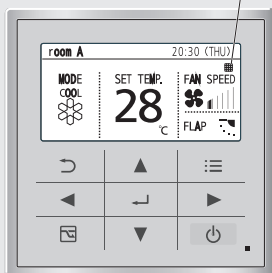 room A 20:30 (THU)
MODE SET TEMP. FAN SPEED
COOL
28
°C
FLAP